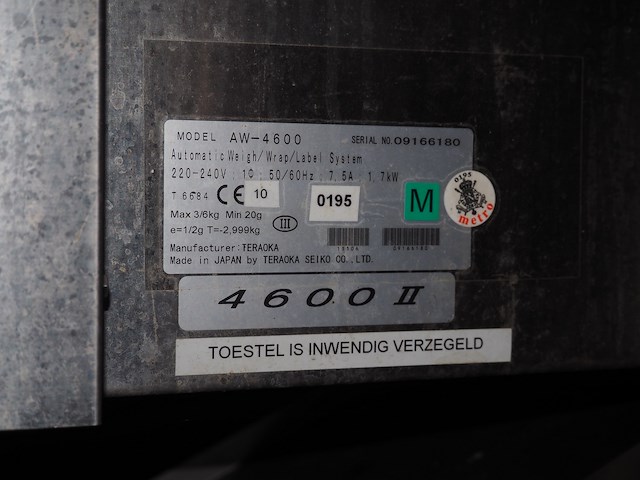 MODEL AW-4600 SERIAL NO.09166180
Automatic Weigh/Wrap/Label System
220-240V : 1Φ : 50/60Hz : 7.5A 1.7kW
T 6684 CE 10 0195 M
0195 metro
Max 3/6kg Min 20g
e=1/2g T=-2,999kg III
Manufacturer:TERAOKA
Made in JAPAN by TERAOKA SEIKO CO.,LTD.
4600 II
TOESTEL IS INWENDIG VERZEGELD